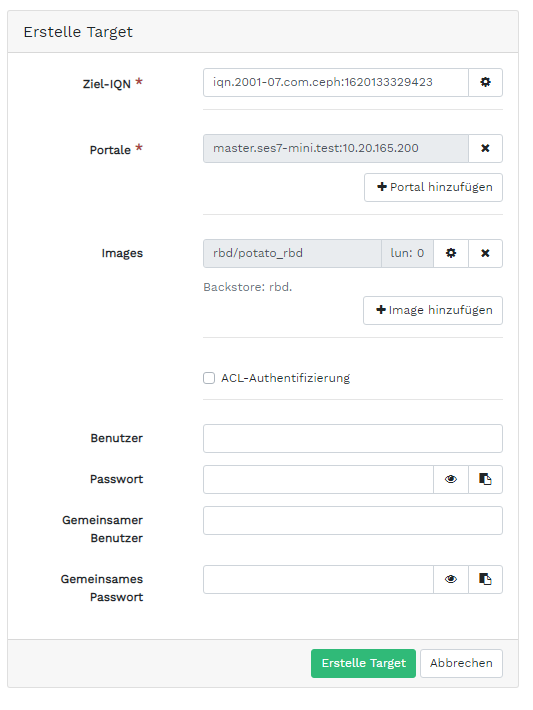 Erstelle Target
Ziel-IQN *
iqn.2001-07.com.ceph:1620133329423
Portale *
master.ses7-mini.test:10.20.165.200
Portal hinzufügen
Images
rbd/potato_rbd
lun: 0
Backstore: rbd.
Image hinzufügen
ACL-Authentifizierung
Benutzer
Passwort
Gemeinsamer
Benutzer
Gemeinsames
Passwort
Erstelle Target
Abbrechen